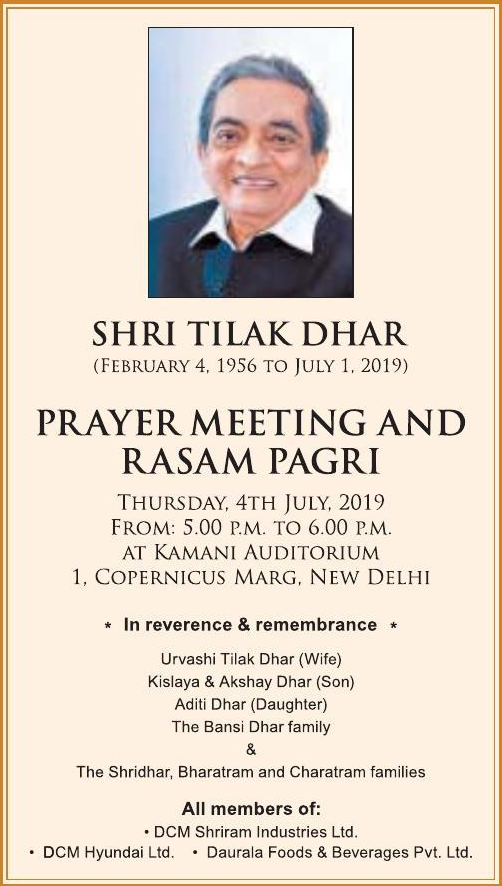 SHRI TILAK DHAR
(FEBRUARY 4, 1956 TO JULY 1, 2019)
PRAYER MEETING AND
RASAM PAGRI
THURSDAY, 4TH JULY, 2019
FROM: 5.00 P.M. TO 6.00 P.M.
AT KAMANI AUDITORIUM
1, COPERNICUS MARG, NEW DELHI
* In reverence & remembrance *
Urvashi Tilak Dhar (Wife)
Kislaya & Akshay Dhar (Son)
Aditi Dhar (Daughter)
The Bansi Dhar family
&
The Shridhar, Bharatram and Charatram families
All members of:
• DCM Shriram Industries Ltd.
• DCM Hyundai Ltd. • Daurala Foods & Beverages Pvt. Ltd.